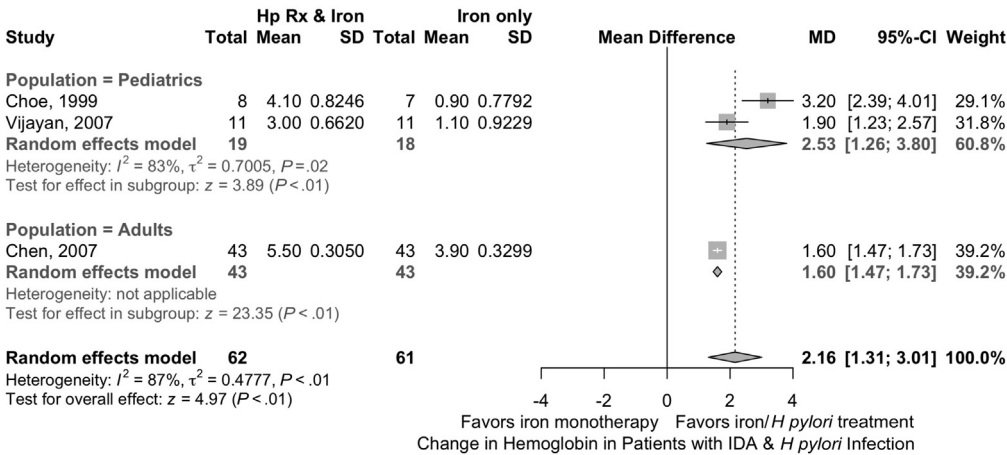 Hp Rx & Iron Iron only
Study Total Mean SD Total Mean SD Mean Difference MD 95%-CI Weight
Population = Pediatrics
Choe, 1999 8 4.10 0.8246 7 0.90 0.7792 3.20 [2.39; 4.01] 29.1%
Vijayan, 2007 11 3.00 0.6620 11 1.10 0.9229 1.90 [1.23; 2.57] 31.8%
Random effects model 19 18 2.53 [1.26; 3.80] 60.8%
Heterogeneity: I² = 83%, τ² = 0.7005, P=.02
Test for effect in subgroup: z = 3.89 (P<.01)
Population = Adults
Chen, 2007 43 5.50 0.3050 43 3.90 0.3299 1.60 [1.47; 1.73] 39.2%
Random effects model 43 43 1.60 [1.47; 1.73] 39.2%
Heterogeneity: not applicable
Test for effect in subgroup: z = 23.35 (P<.01)
Random effects model 62 61 2.16 [1.31; 3.01] 100.0%
Heterogeneity: I² = 87%, τ² = 0.4777, P<.01
Test for overall effect: z = 4.97 (P<.01)
-4 -2 0 2 4
Favors iron monotherapy Favors iron/H pylori treatment
Change in Hemoglobin in Patients with IDA & H pylori Infection